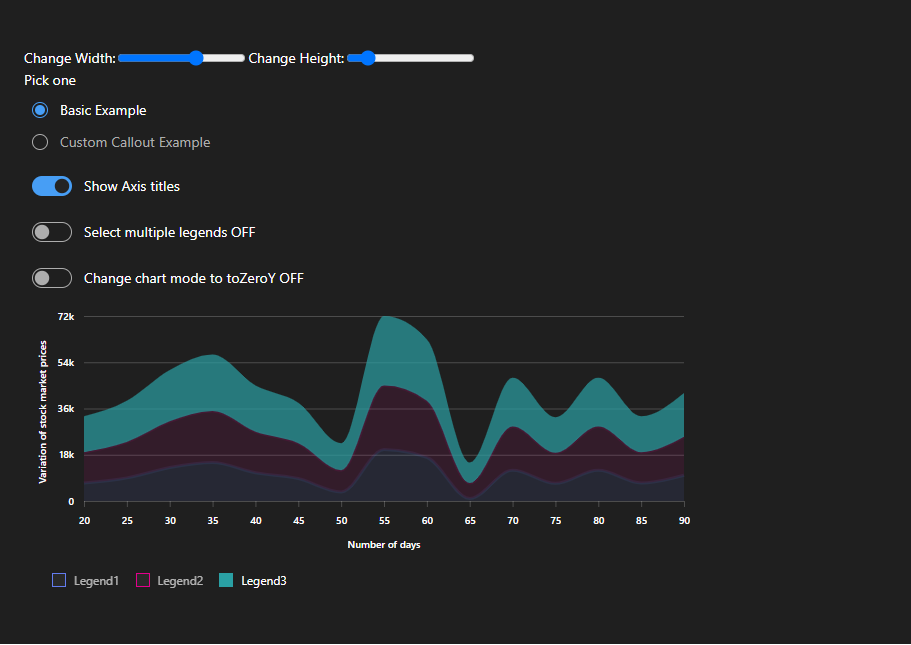 Change Width: Change Height:
Pick one
Basic Example
Custom Callout Example
Show Axis titles
Select multiple legends OFF
Change chart mode to toZeroY OFF
72k
54k
36k
18k
0
Variation of stock market prices
20 25 30 35 40 45 50 55 60 65 70 75 80 85 90
Number of days
Legend1 Legend2 Legend3